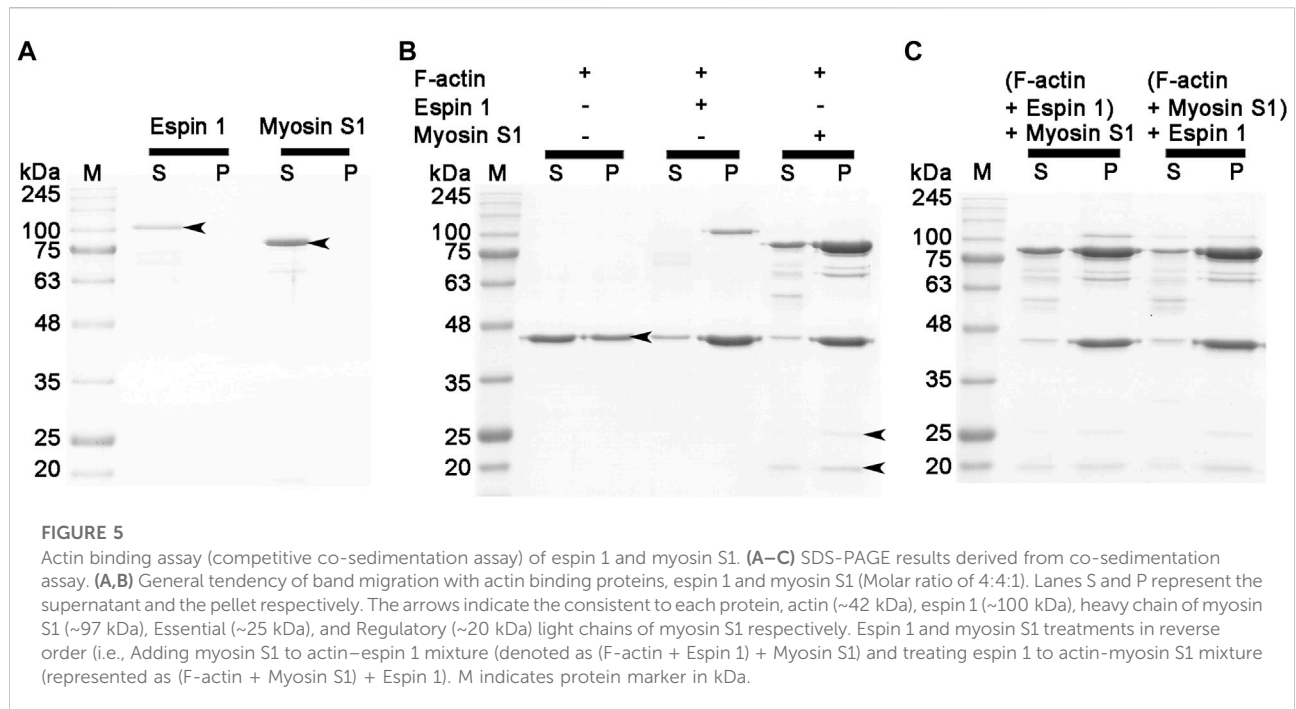 A
Espin 1 Myosin S1
kDa M S P S P
245
100
75
63
48
35
25
20
B
F-actin + + +
Espin 1 - + -
Myosin S1 - - +
kDa M S P S P S P
245
100
75
63
48
35
25
20
C
(F-actin (F-actin
+ Espin 1) + Myosin S1)
+ Myosin S1 + Espin 1
kDa M S P S P
245
100
75
63
48
35
25
20
FIGURE 5
Actin binding assay (competitive co-sedimentation assay) of espin 1 and myosin S1. (A–C) SDS-PAGE results derived from co-sedimentation
assay. (A,B) General tendency of band migration with actin binding proteins, espin 1 and myosin S1 (Molar ratio of 4:4:1). Lanes S and P represent the
supernatant and the pellet respectively. The arrows indicate the consistent to each protein, actin (~42 kDa), espin 1 (~100 kDa), heavy chain of myosin
S1 (~97 kDa), Essential (~25 kDa), and Regulatory (~20 kDa) light chains of myosin S1 respectively. Espin 1 and myosin S1 treatments in reverse
order (i.e., Adding myosin S1 to actin–espin 1 mixture (denoted as (F-actin + Espin 1) + Myosin S1) and treating espin 1 to actin-myosin S1 mixture
(represented as (F-actin + Myosin S1) + Espin 1). M indicates protein marker in kDa.